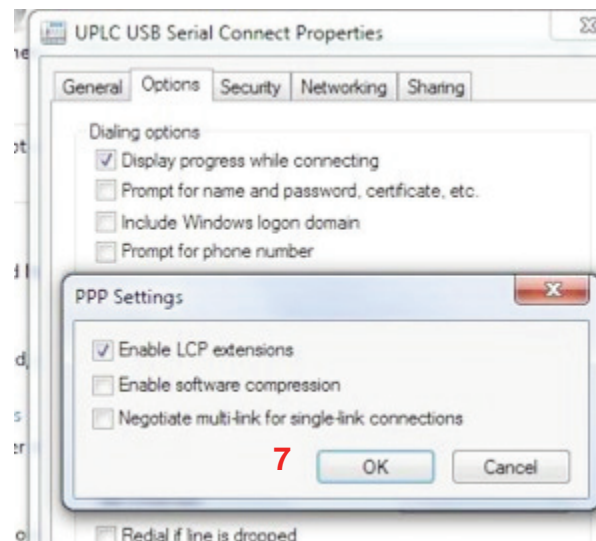 UPLC USB Serial Connect Properties
General Options Security Networking Sharing
Dialing options
Display progress while connecting
Prompt for name and password, certificate, etc.
Include Windows logon domain
Prompt for phone number
PPP Settings
Enable LCP extensions
Enable software compression
Negotiate multi-link for single-link connections
7 OK Cancel
Redial if line is dropped